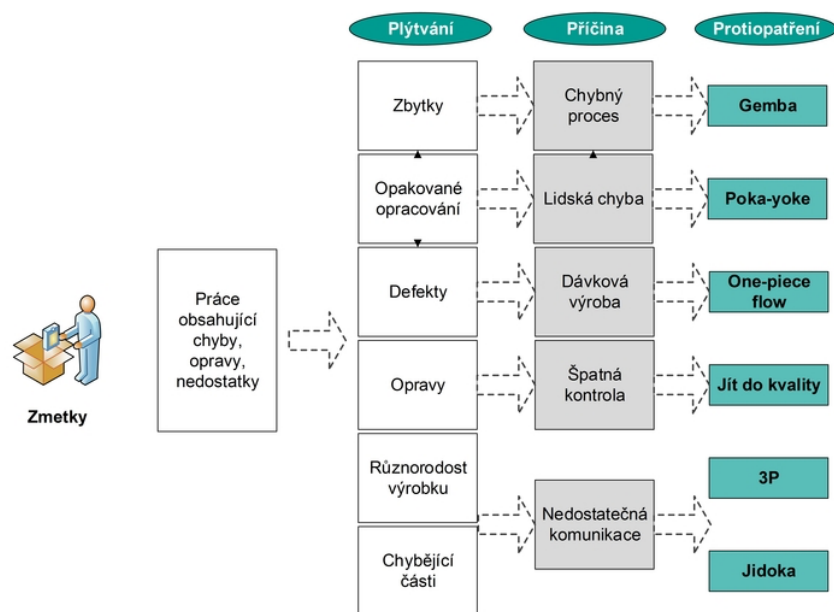 Plýtvání
Příčina
Protiopatření
Zbytky
Chybný
proces
Gemba
Opakované
opracování
Lidská chyba
Poka-yoke
Práce
obsahující
chyby,
opravy,
nedostatky
Defekty
Dávková
výroba
One-piece
flow
Zmetky
Opravy
Špatná
kontrola
Jít do kvality
Různorodost
výrobku
3P
Nedostatečná
komunikace
Chybějící
části
Jidoka